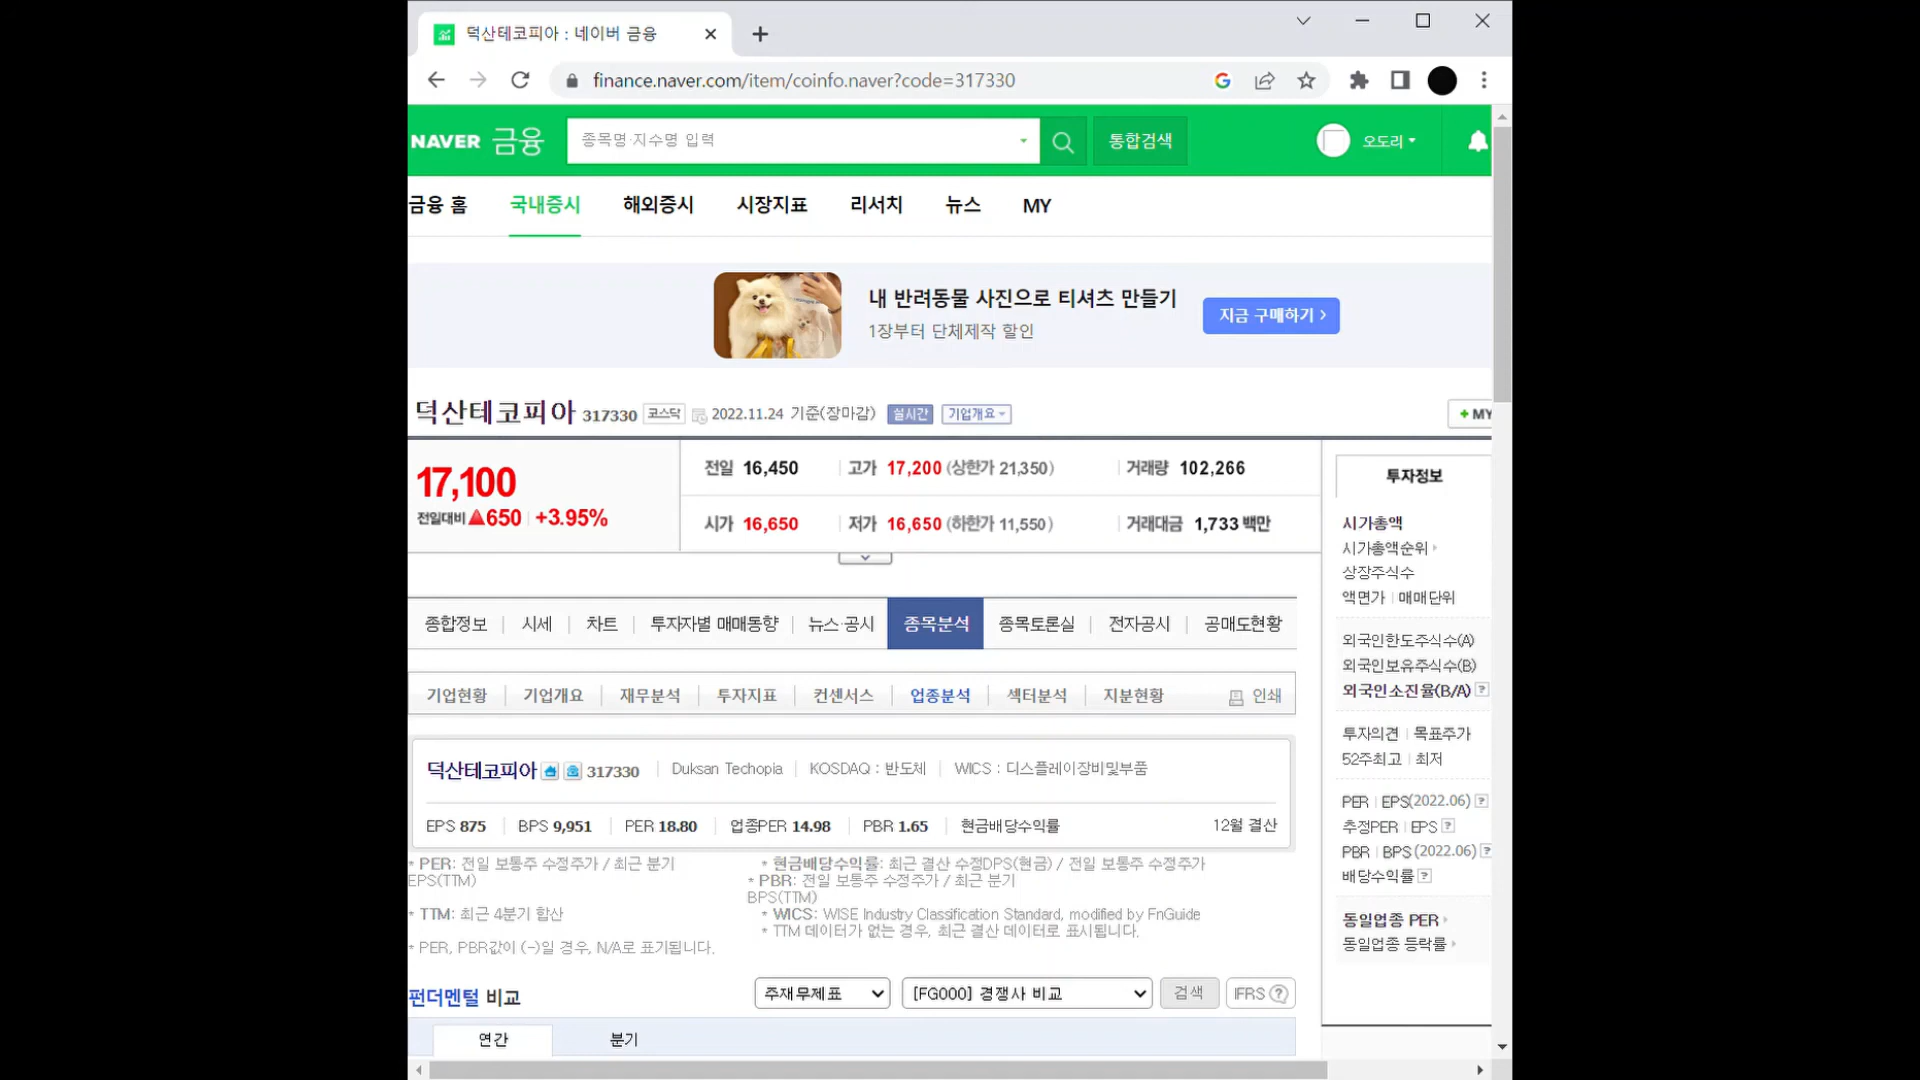 덕산테코피아 : 네이버 금융
finance.naver.com/item/coinfo.naver?code=317330
NAVER 금융 종목명·지수명 입력 통합검색 오도리
금융 홈 국내증시 해외증시 시장지표 리서치 뉴스 MY
내 반려동물 사진으로 티셔츠 만들기
1장부터 단체제작 할인
지금 구매하기 >
덕산테코피아 317330 코스닥 2022.11.24 기준(장마감) 실시간 기업개요
+ MY
17,100
전일대비 ▲650 +3.95%
전일 16,450 고가 17,200 (상한가 21,350) 거래량 102,266
시가 16,650 저가 16,650 (하한가 11,550) 거래대금 1,733 백만
투자정보
시가총액
시가총액순위
상장주식수
액면가 매매단위
외국인한도주식수(A)
외국인보유주식수(B)
외국인소진율(B/A) ?
투자의견 목표주가
52주최고 최저
PER EPS(2022.06) ?
추정PER EPS ?
PBR BPS (2022.06) ?
배당수익률 ?
동일업종 PER
동일업종 등락률
종합정보 시세 차트 투자자별 매매동향 뉴스·공시 종목분석 종목토론실 전자공시 공매도현황
기업현황 기업개요 재무분석 투자지표 컨센서스 업종분석 섹터분석 지분현황 인쇄
덕산테코피아 317330 Duksan Techopia KOSDAQ : 반도체 WICS : 디스플레이장비및부품
EPS 875 BPS 9,951 PER 18.80 업종PER 14.98 PBR 1.65 현금배당수익률 12월 결산
* PER: 전일 보통주 수정주가 / 최근 분기
EPS(TTM)
* TTM: 최근 4분기 합산
* PER, PBR값이 (-)일 경우, N/A로 표기됩니다.
* 현금배당수익률: 최근 결산 수정DPS(현금) / 전일 보통주 수정주가
* PBR: 전일 보통주 수정주가 / 최근 분기
BPS(TTM)
* WICS: WISE Industry Classification Standard, modified by FnGuide
* TTM 데이터가 없는 경우, 최근 결산 데이터로 표시됩니다.
펀더멘털 비교 주재무제표 [FG000] 경쟁사 비교 검색 IFRS ?
연간 분기